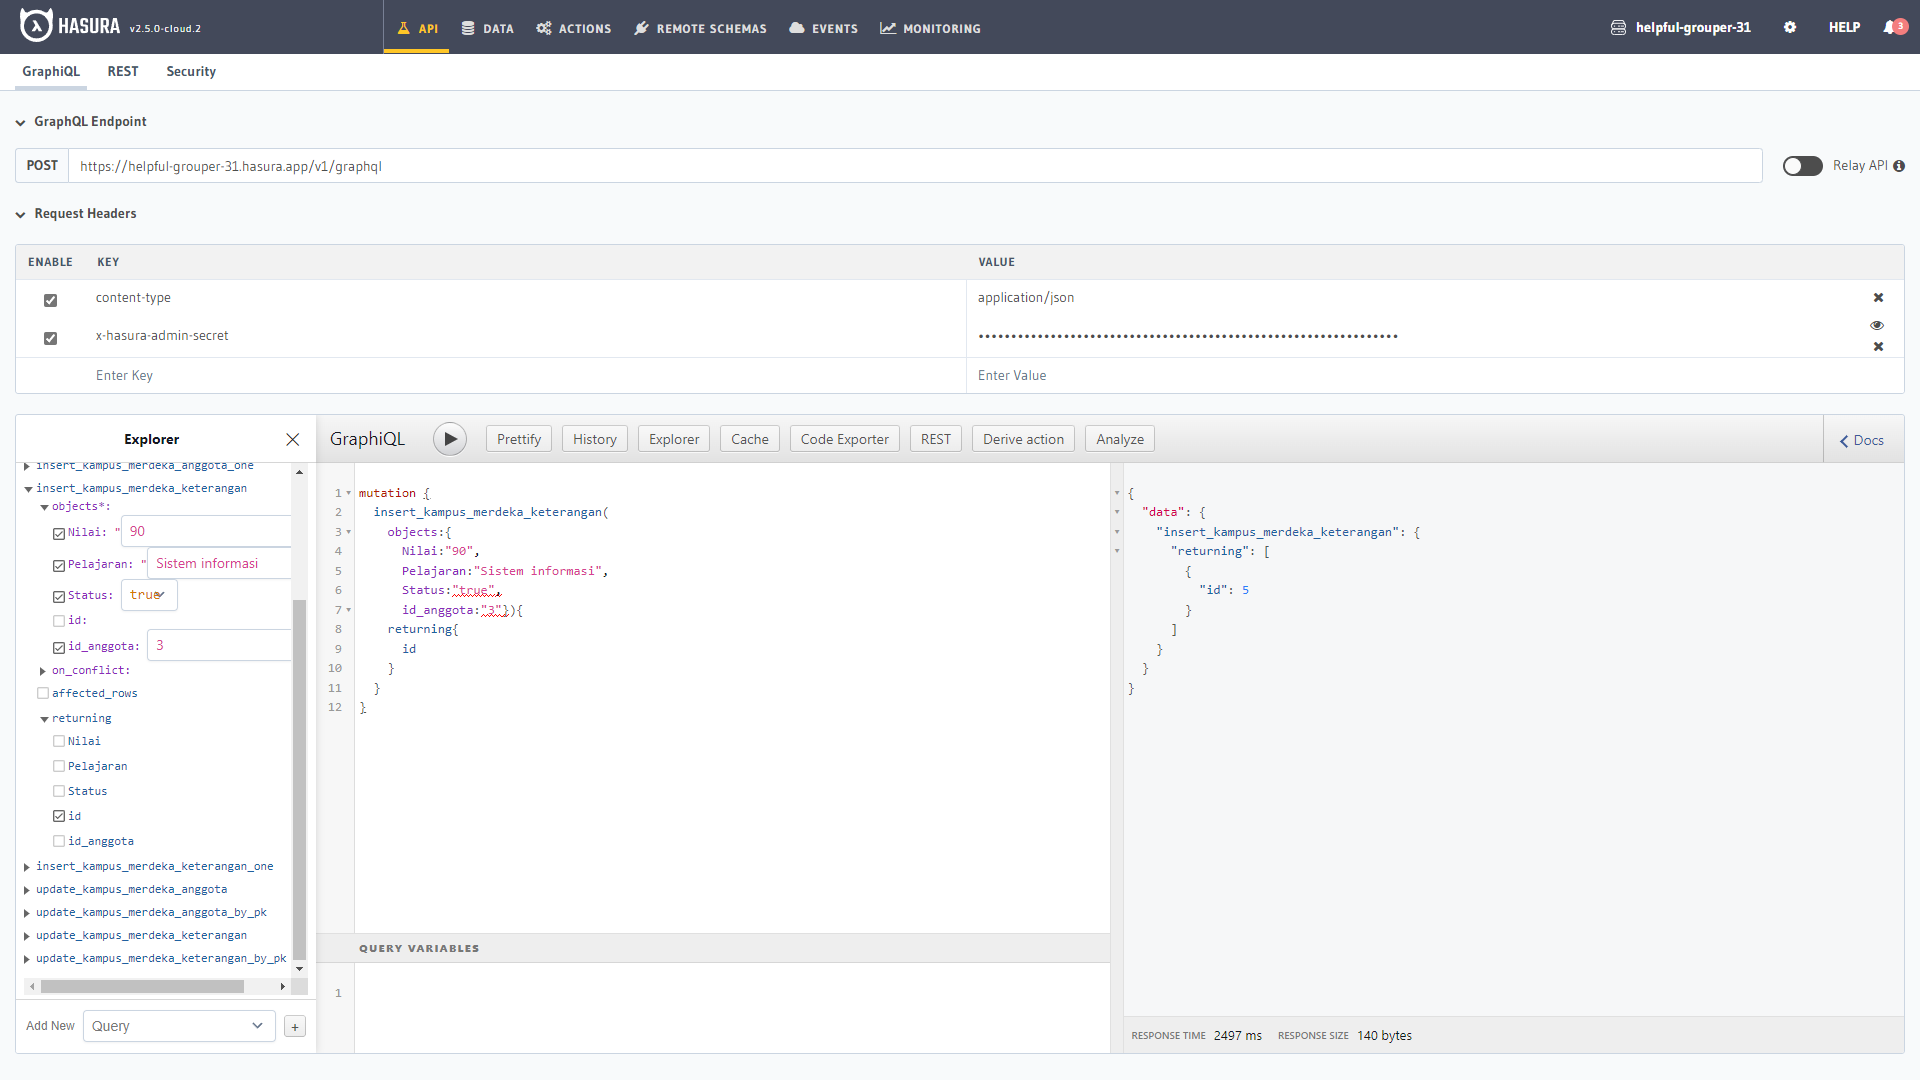 HASURA v2.5.0-cloud.2
API DATA ACTIONS REMOTE SCHEMAS EVENTS MONITORING
helpful-grouper-31 HELP 3
GraphiQL REST Security
GraphQL Endpoint
POST https://helpful-grouper-31.hasura.app/v1/graphql Relay API
Request Headers
ENABLE KEY VALUE
content-type application/json
x-hasura-admin-secret ••••••••••••••••••••••••••••••••••••••••••••••••••••••••••••••••
Enter Key Enter Value
Explorer
insert_kampus_merdeka_anggota_one
insert_kampus_merdeka_keterangan
objects*:
Nilai: " 90
Pelajaran: " Sistem informasi
Status: true
id:
id_anggota: 3
on_conflict:
affected_rows
returning
Nilai
Pelajaran
Status
id
id_anggota
insert_kampus_merdeka_keterangan_one
update_kampus_merdeka_anggota
update_kampus_merdeka_anggota_by_pk
update_kampus_merdeka_keterangan
update_kampus_merdeka_keterangan_by_pk
Add New Query +
GraphiQL Prettify History Explorer Cache Code Exporter REST Derive action Analyze Docs
1 mutation {
2 insert_kampus_merdeka_keterangan(
3 objects:{
4 Nilai:"90",
5 Pelajaran:"Sistem informasi",
6 Status:"true",
7 id_anggota:"3"}){
8 returning{
9 id
10 }
11 }
12 }
QUERY VARIABLES
1
{
"data": {
"insert_kampus_merdeka_keterangan": {
"returning": [
{
"id": 5
}
]
}
}
}
RESPONSE TIME 2497 ms RESPONSE SIZE 140 bytes